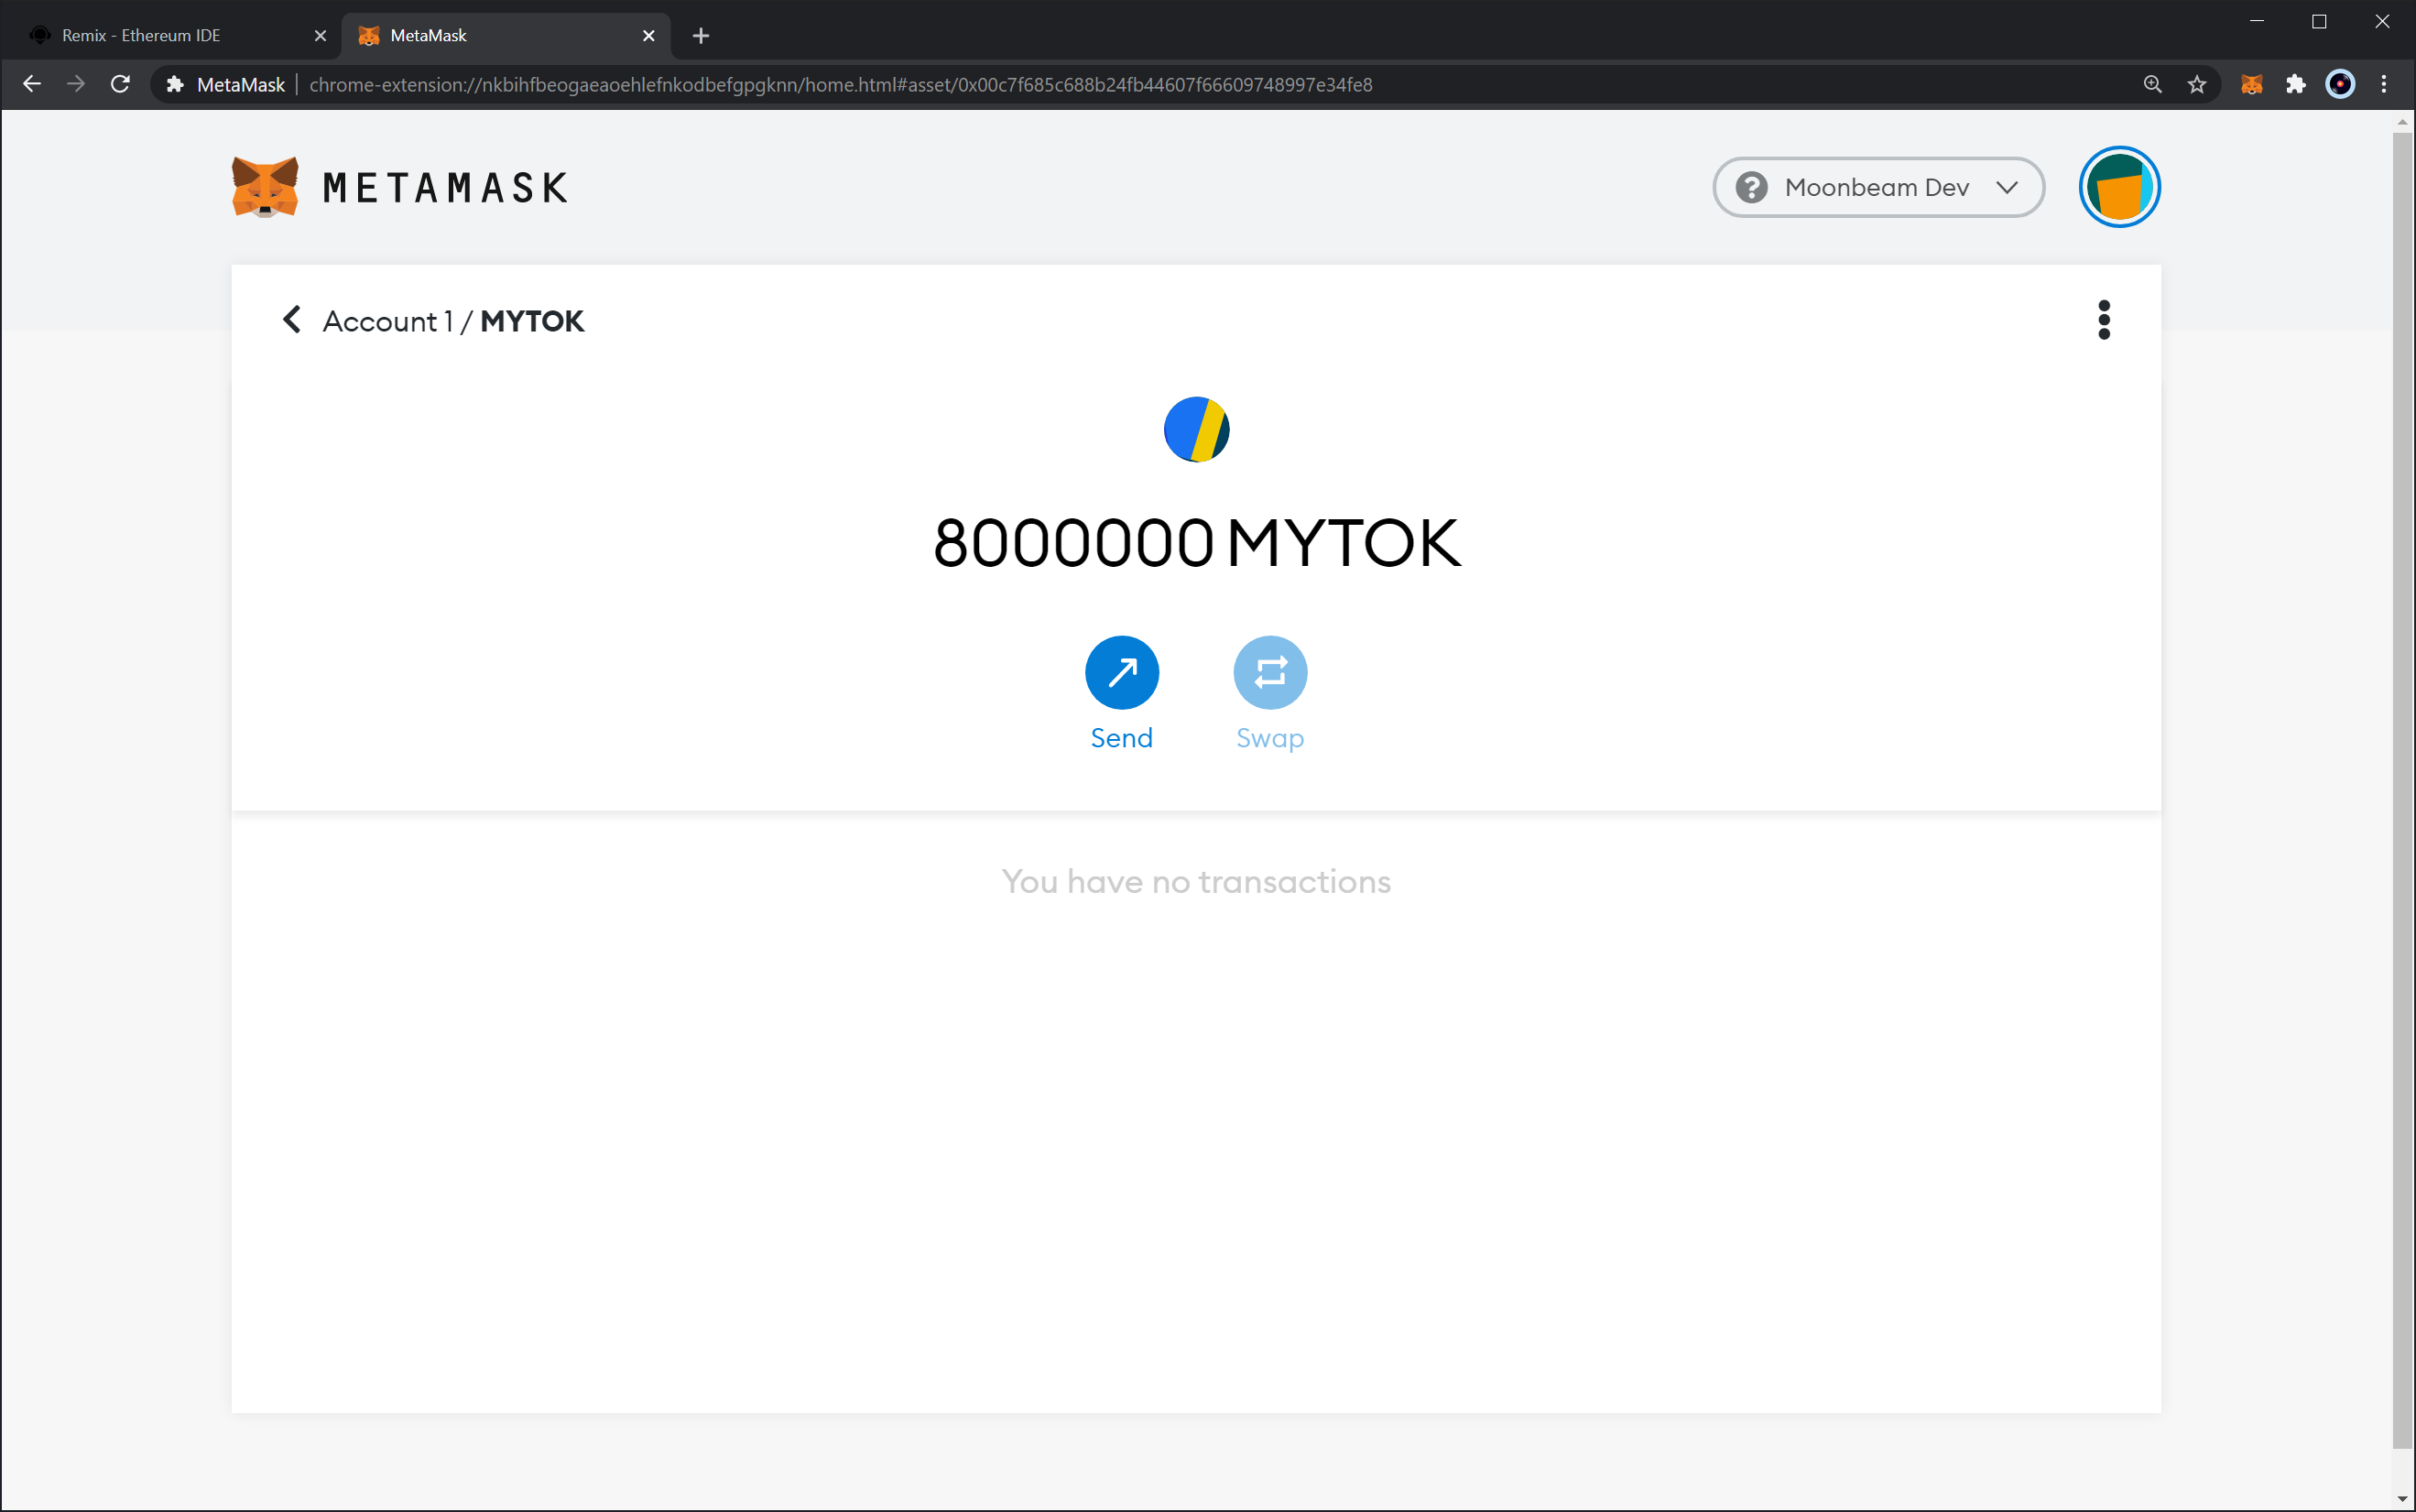 Remix - Ethereum IDE
MetaMask
MetaMask chrome-extension://nkbihfbeogaeaoehlefnkodbefgpgknn/home.html#asset/0x00c7f685c688b24fb44607f66609748997e34fe8
METAMASK
Moonbeam Dev
Account 1 / MYTOK
8000000 MYTOK
Send
Swap
You have no transactions